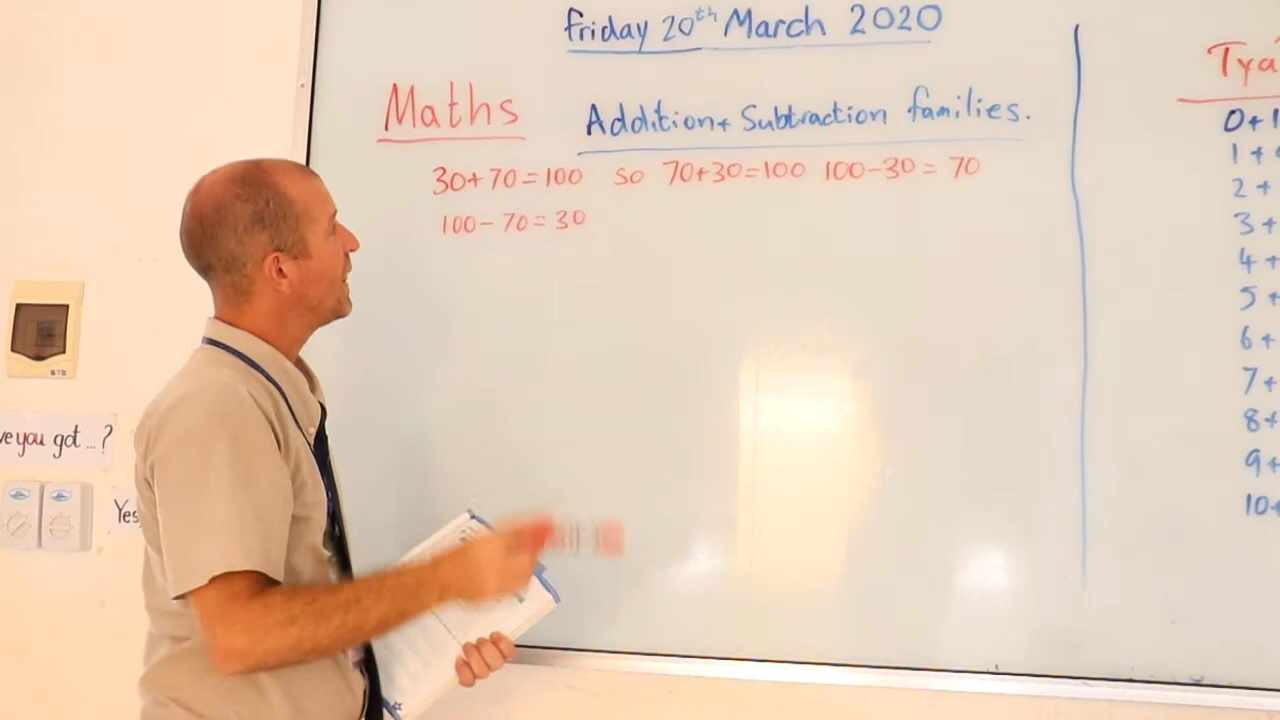 Friday 20th March 2020
Maths
Addition + Subtraction families.
30+70=100 so 70+30=100 100-30=70
100-70=30
0+1
1+
2+
3+
4+
5+
6+
7+
8+
9+
10+
you got ...?
Yes